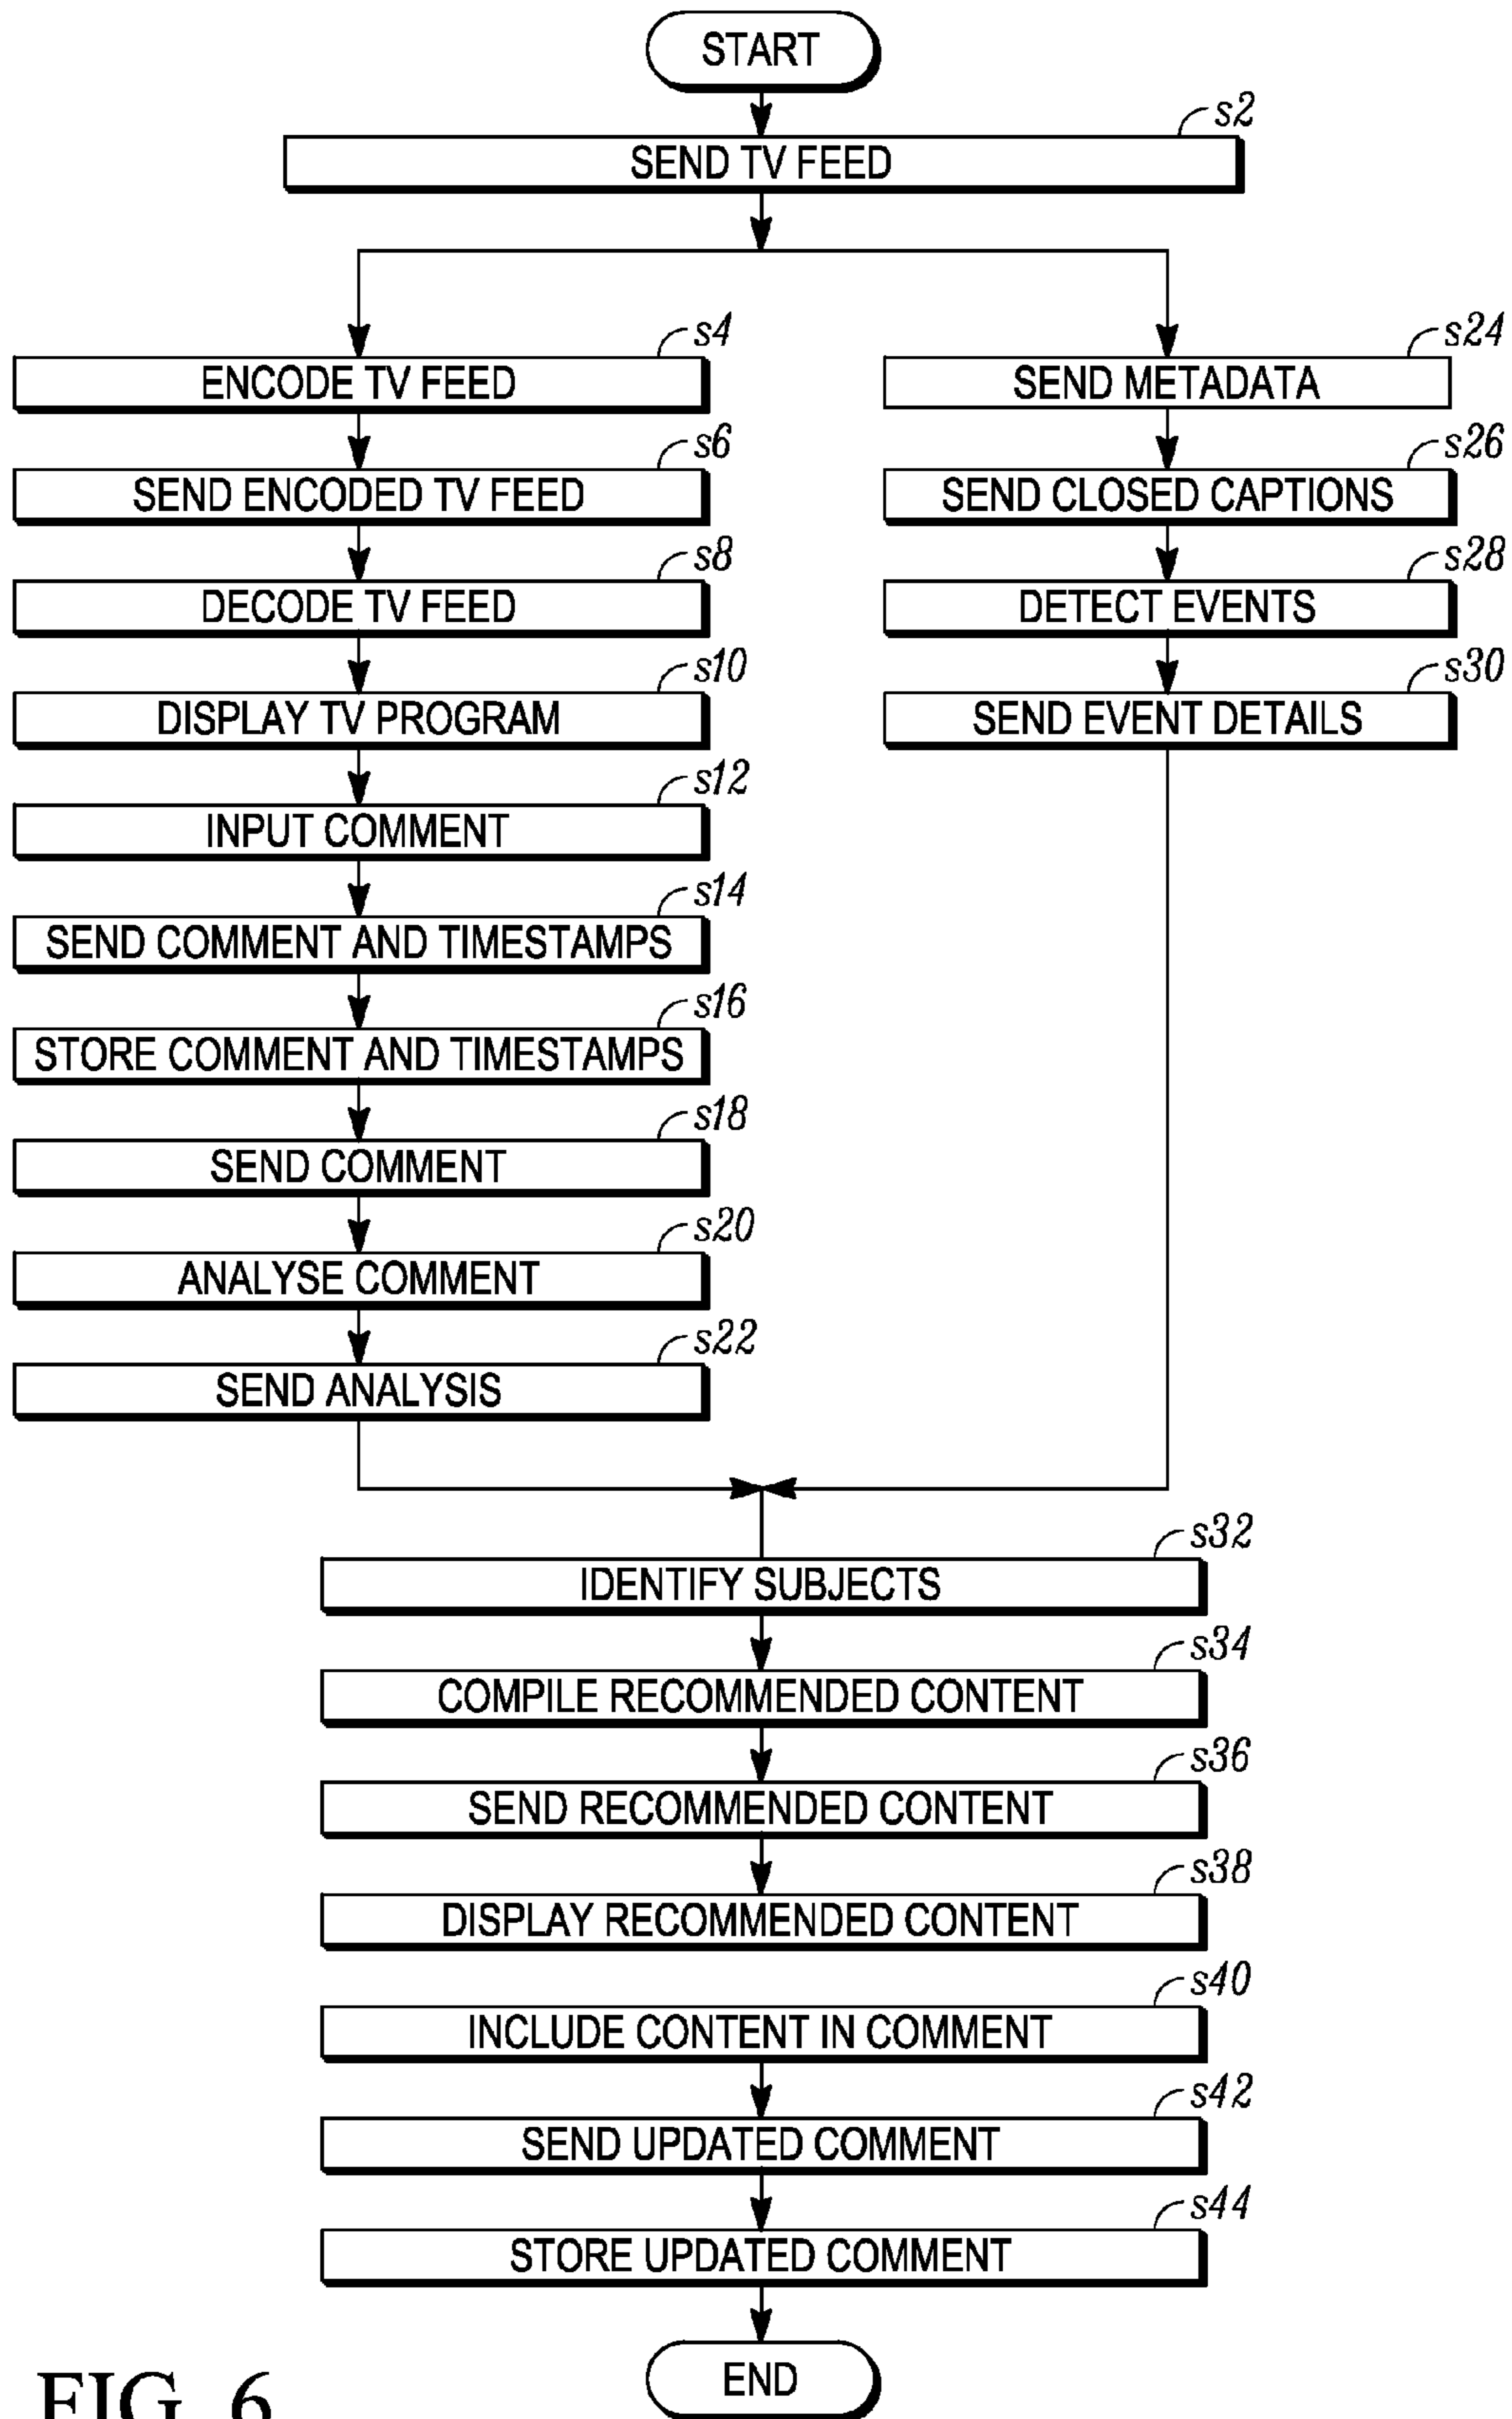 START
s2
SEND TV FEED
s4
ENCODE TV FEED
s6
SEND ENCODED TV FEED
s8
DECODE TV FEED
s10
DISPLAY TV PROGRAM
s12
INPUT COMMENT
s14
SEND COMMENT AND TIMESTAMPS
s16
STORE COMMENT AND TIMESTAMPS
s18
SEND COMMENT
s20
ANALYSE COMMENT
s22
SEND ANALYSIS
s24
SEND METADATA
s26
SEND CLOSED CAPTIONS
s28
DETECT EVENTS
s30
SEND EVENT DETAILS
s32
IDENTIFY SUBJECTS
s34
COMPILE RECOMMENDED CONTENT
s36
SEND RECOMMENDED CONTENT
s38
DISPLAY RECOMMENDED CONTENT
s40
INCLUDE CONTENT IN COMMENT
s42
SEND UPDATED COMMENT
s44
STORE UPDATED COMMENT
END
FIG. 6